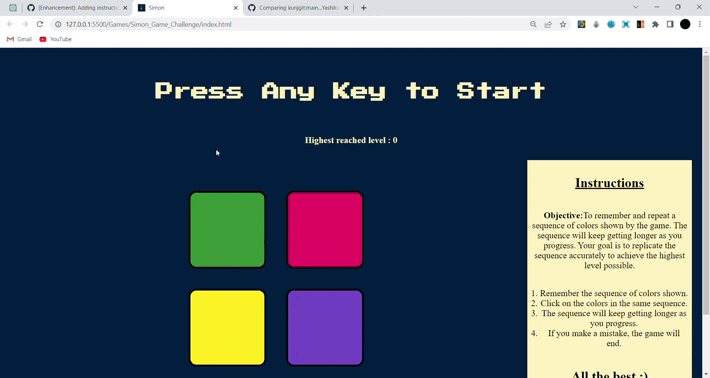 [Enhancement]: Adding instructi
Simon
Comparing kunjgit:main...Yashik
127.0.0.1:5500/Games/Simon_Game_Challenge/index.html
Gmail
YouTube
Press Any Key to Start
Highest reached level : 0
Instructions
Objective:To remember and repeat a
sequence of colors shown by the game. The
sequence will keep getting longer as you
progress. Your goal is to replicate the
sequence accurately to achieve the highest
level possible.
1. Remember the sequence of colors shown.
2. Click on the colors in the same sequence.
3. The sequence will keep getting longer as
you progress.
4. If you make a mistake, the game will
end.
All the best :)